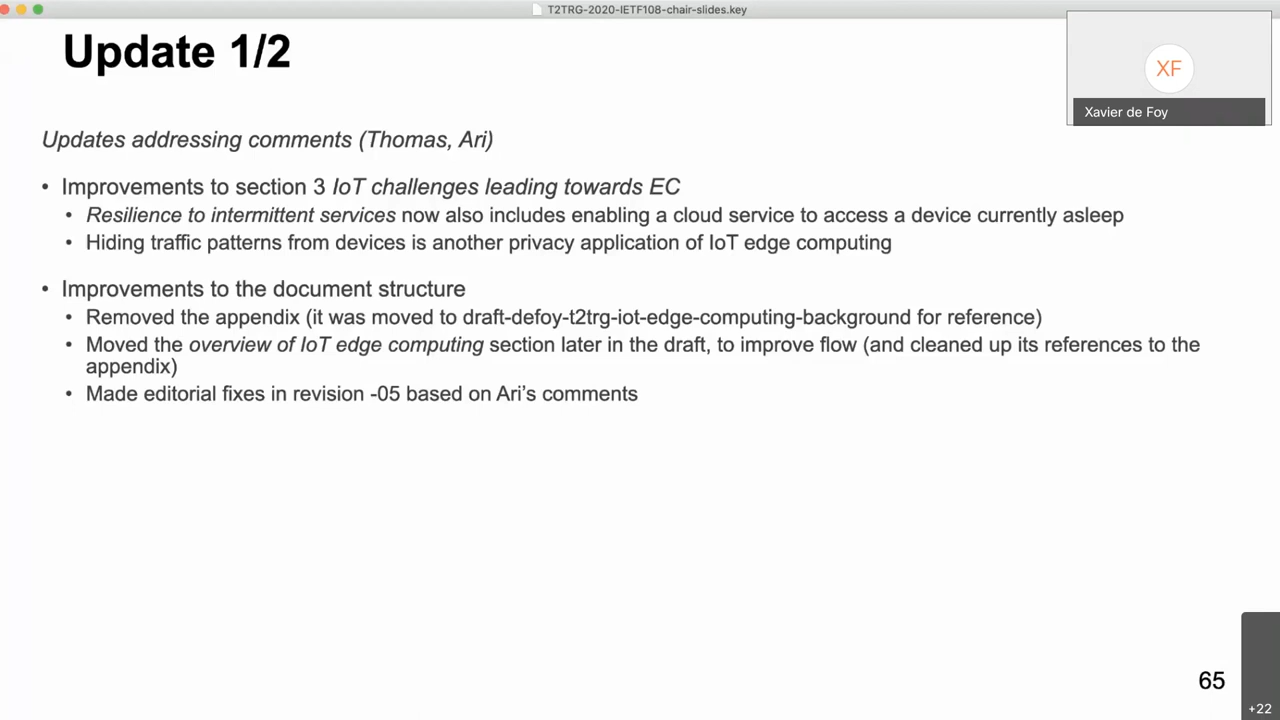 T2TRG-2020-IETF108-chair-slides.key
Update 1/2
XF
Xavier de Foy
Updates addressing comments (Thomas, Ari)
• Improvements to section 3 IoT challenges leading towards EC
• Resilience to intermittent services now also includes enabling a cloud service to access a device currently asleep
• Hiding traffic patterns from devices is another privacy application of IoT edge computing
• Improvements to the document structure
• Removed the appendix (it was moved to draft-defoy-t2trg-iot-edge-computing-background for reference)
• Moved the overview of IoT edge computing section later in the draft, to improve flow (and cleaned up its references to the
appendix)
• Made editorial fixes in revision -05 based on Ari’s comments
65
+22